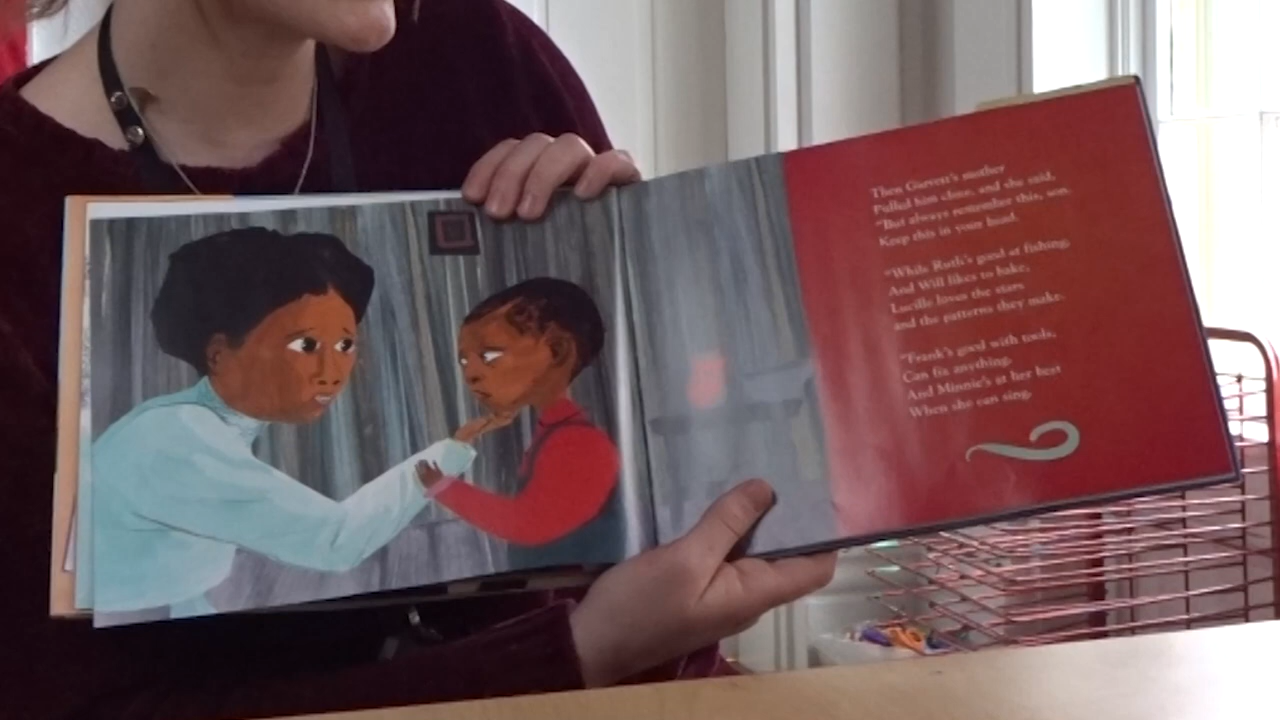 Then Garvest's mother
Pulled him close, and she said,
"But always remember this, son.
Keep this in your head.
"While Ruth's good at fishing,
And Will likes to bake,
Lucille loves the stars
and the patterns they make.
"Frank's good with tools,
Can fix anything.
And Minnie's at her best
When she can sing.